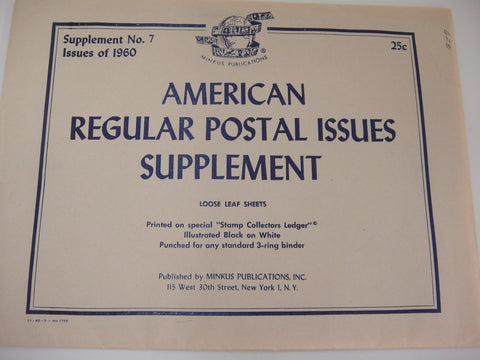 Supplement No. 7
Issues of 1960
MINKUS PUBLICATIONS
25c
AMERICAN
REGULAR POSTAL ISSUES
SUPPLEMENT
LOOSE LEAF SHEETS
Printed on special "Stamp Collectors Ledger"©
Illustrated Black on White
Punched for any standard 3-ring binder
Published by MINKUS PUBLICATIONS, INC.
115 West 30th Street, New York 1, N. Y.